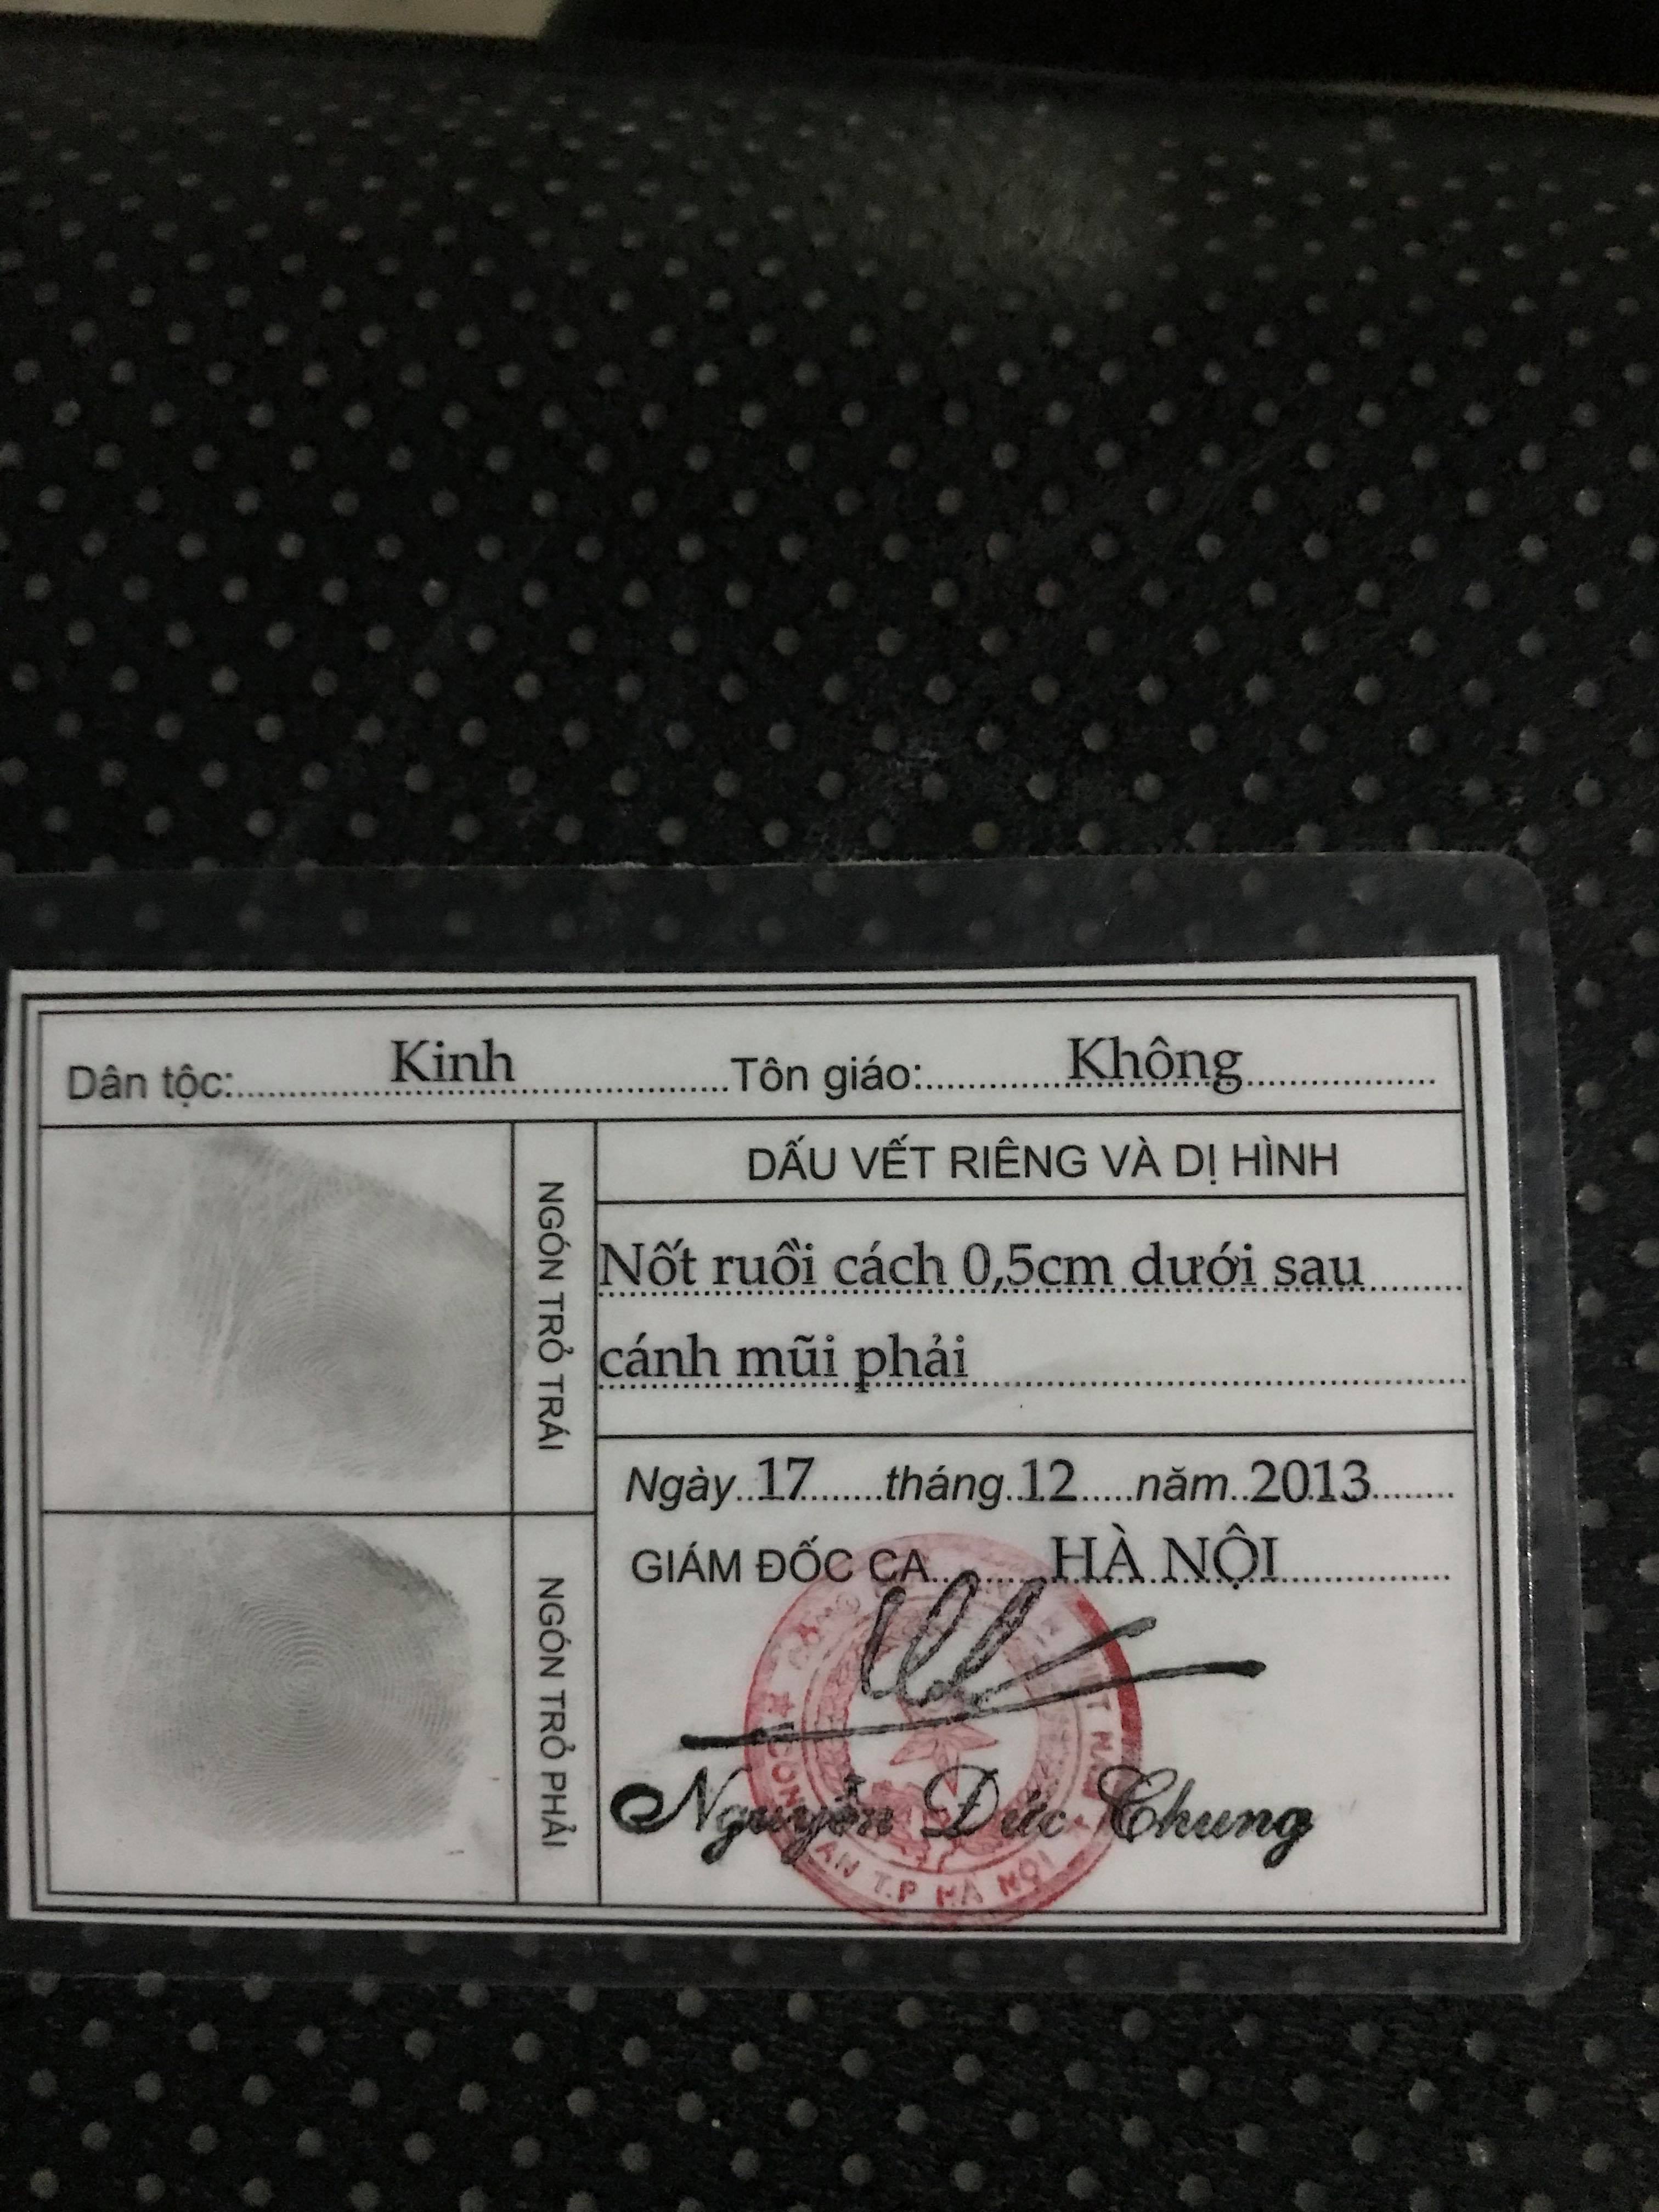 Dân tộc: Kinh Tôn giáo: Không
NGÓN TRỎ TRÁI
DẤU VẾT RIÊNG VÀ DỊ HÌNH
Nốt ruồi cách 0,5cm dưới sau
cánh mũi phải
Ngày 17 tháng 12 năm 2013
NGÓN TRỎ PHẢI
GIÁM ĐỐC CA HÀ NỘI
CÔNG AN T.P HÀ NỘI
Nguyễn Đức Chung